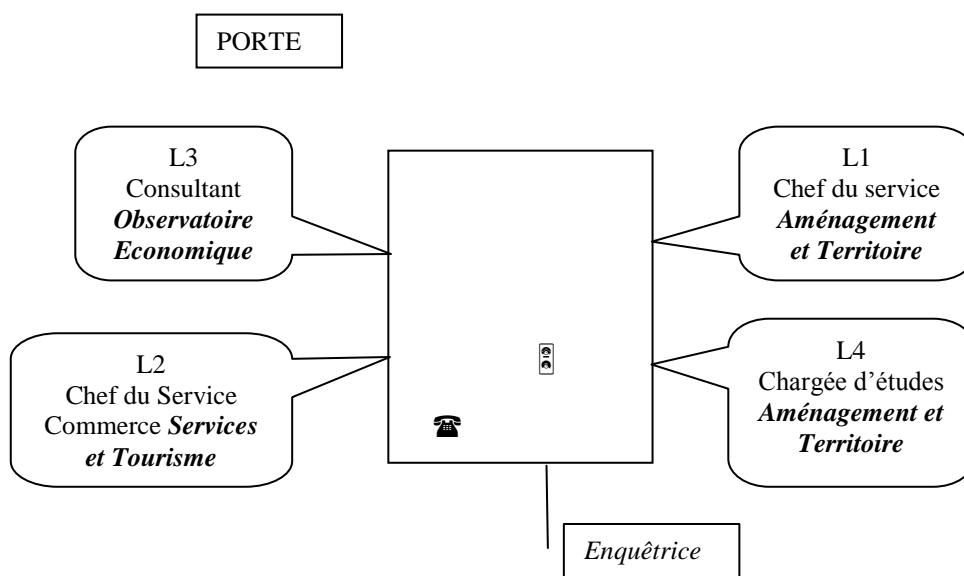 PORTE
L3
Consultant
Observatoire
Economique
L1
Chef du service
Aménagement
et Territoire
L2
Chef du Service
Commerce Services
et Tourisme
L4
Chargée d’études
Aménagement et
Territoire
Enquêtrice